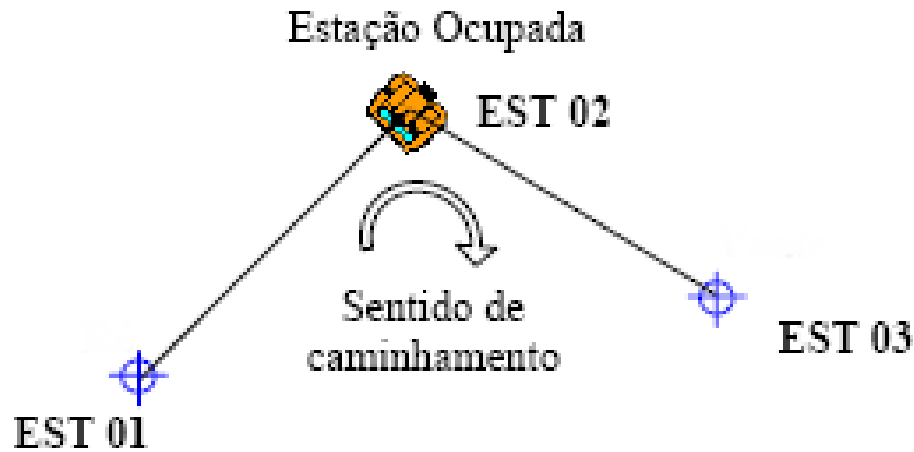 Estação Ocupada
EST 02
Sentido de
caminhamento
EST 03
EST 01